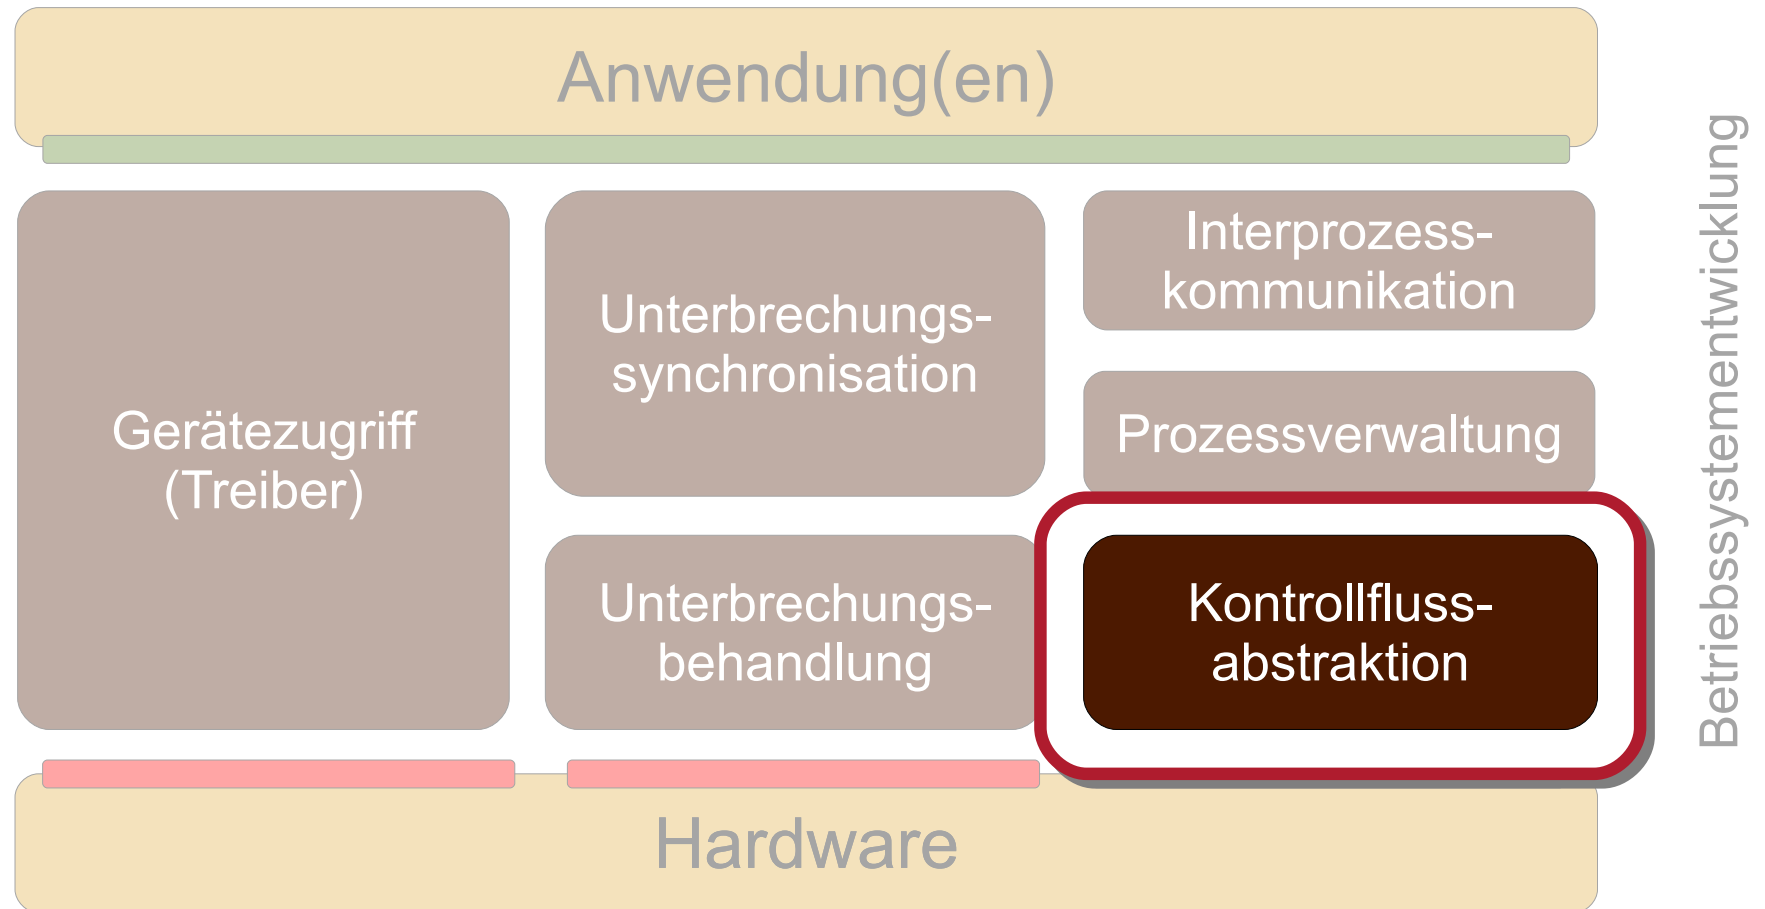 Anwendung(en)
Gerätezugriff
(Treiber)
Unterbrechungs-
synchronisation
Unterbrechungs-
behandlung
Interprozess-
kommunikation
Prozessverwaltung
Kontrollfluss-
abstraktion
Hardware
Betriebssystementwicklung